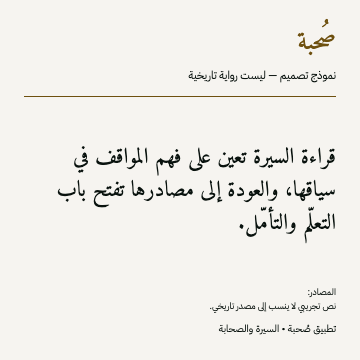 صُحبة
نموذج تصميم — ليست رواية تاريخية
قراءة السيرة تعين على فهم المواقف في
سياقها، والعودة إلى مصادرها تفتح باب
التعلّم والتأمّل.
المصادر:
نص تجريبي لا ينسب إلى مصدر تاريخي.
تطبيق صُحبة • السيرة والصحابة